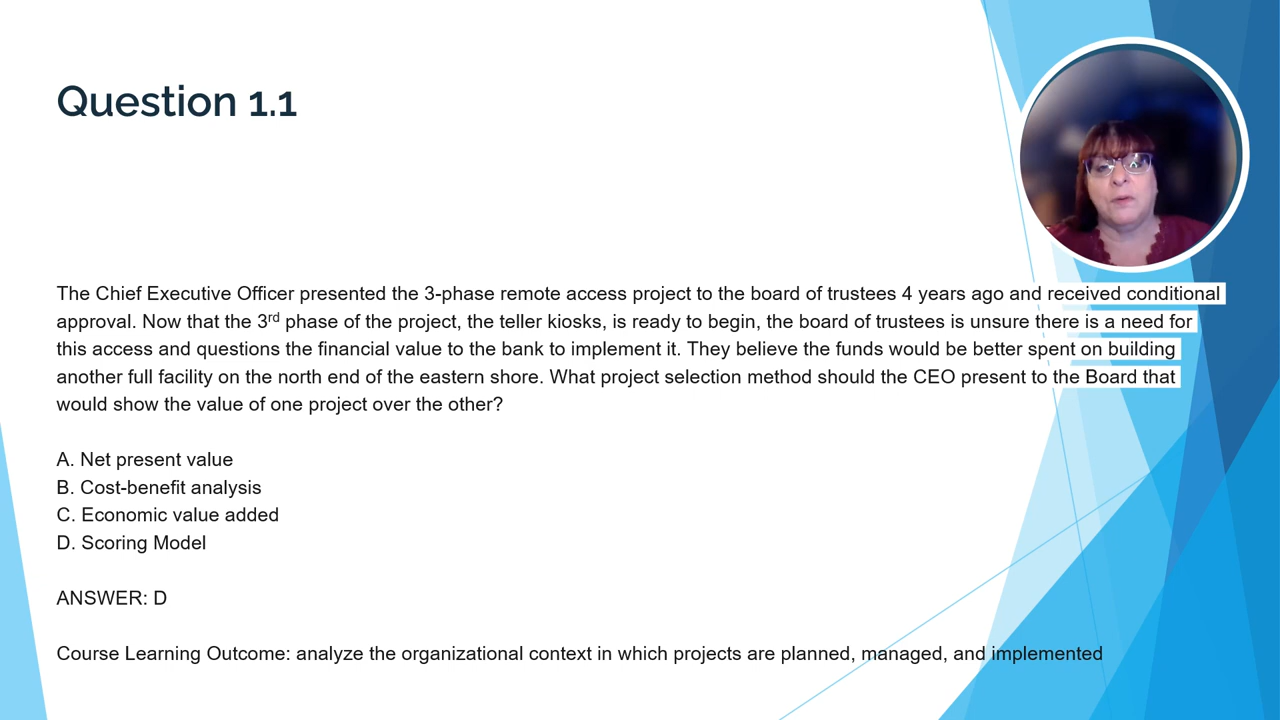 Question 1.1
The Chief Executive Officer presented the 3-phase remote access project to the board of trustees 4 years ago and received conditional
approval. Now that the 3rd phase of the project, the teller kiosks, is ready to begin, the board of trustees is unsure there is a need for
this access and questions the financial value to the bank to implement it. They believe the funds would be better spent on building
another full facility on the north end of the eastern shore. What project selection method should the CEO present to the Board that
would show the value of one project over the other?
A. Net present value
B. Cost-benefit analysis
C. Economic value added
D. Scoring Model
ANSWER: D
Course Learning Outcome: analyze the organizational context in which projects are planned, managed, and implemented